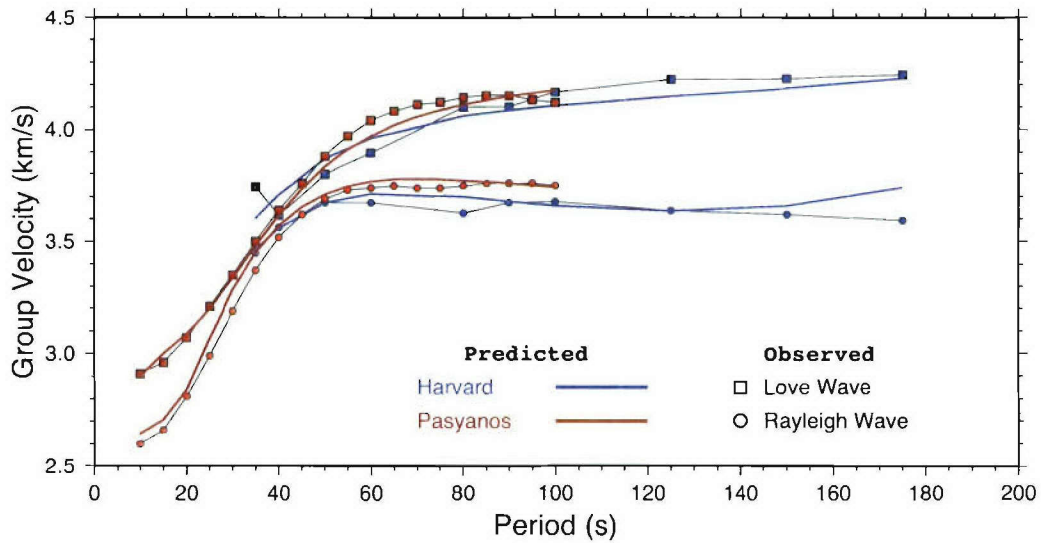 4.5
4.0
3.5
3.0
2.5
Group Velocity (km/s)
Predicted Observed
Harvard Love Wave
Pasyanos Rayleigh Wave
0 20 40 60 80 100 120 140 160 180 200
Period (s)